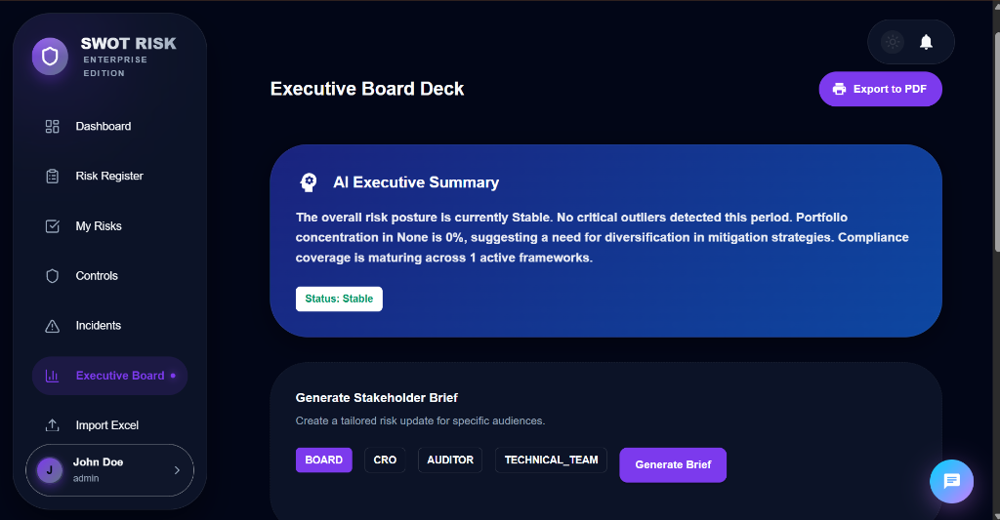 SWOT RISK
ENTERPRISE
EDITION
Dashboard
Risk Register
My Risks
Controls
Incidents
Executive Board
Import Excel
J
John Doe
admin
Executive Board Deck
Export to PDF
AI Executive Summary
The overall risk posture is currently Stable. No critical outliers detected this period. Portfolio
concentration in None is 0%, suggesting a need for diversification in mitigation strategies. Compliance
coverage is maturing across 1 active frameworks.
Status: Stable
Generate Stakeholder Brief
Create a tailored risk update for specific audiences.
BOARD
CRO
AUDITOR
TECHNICAL_TEAM
Generate Brief